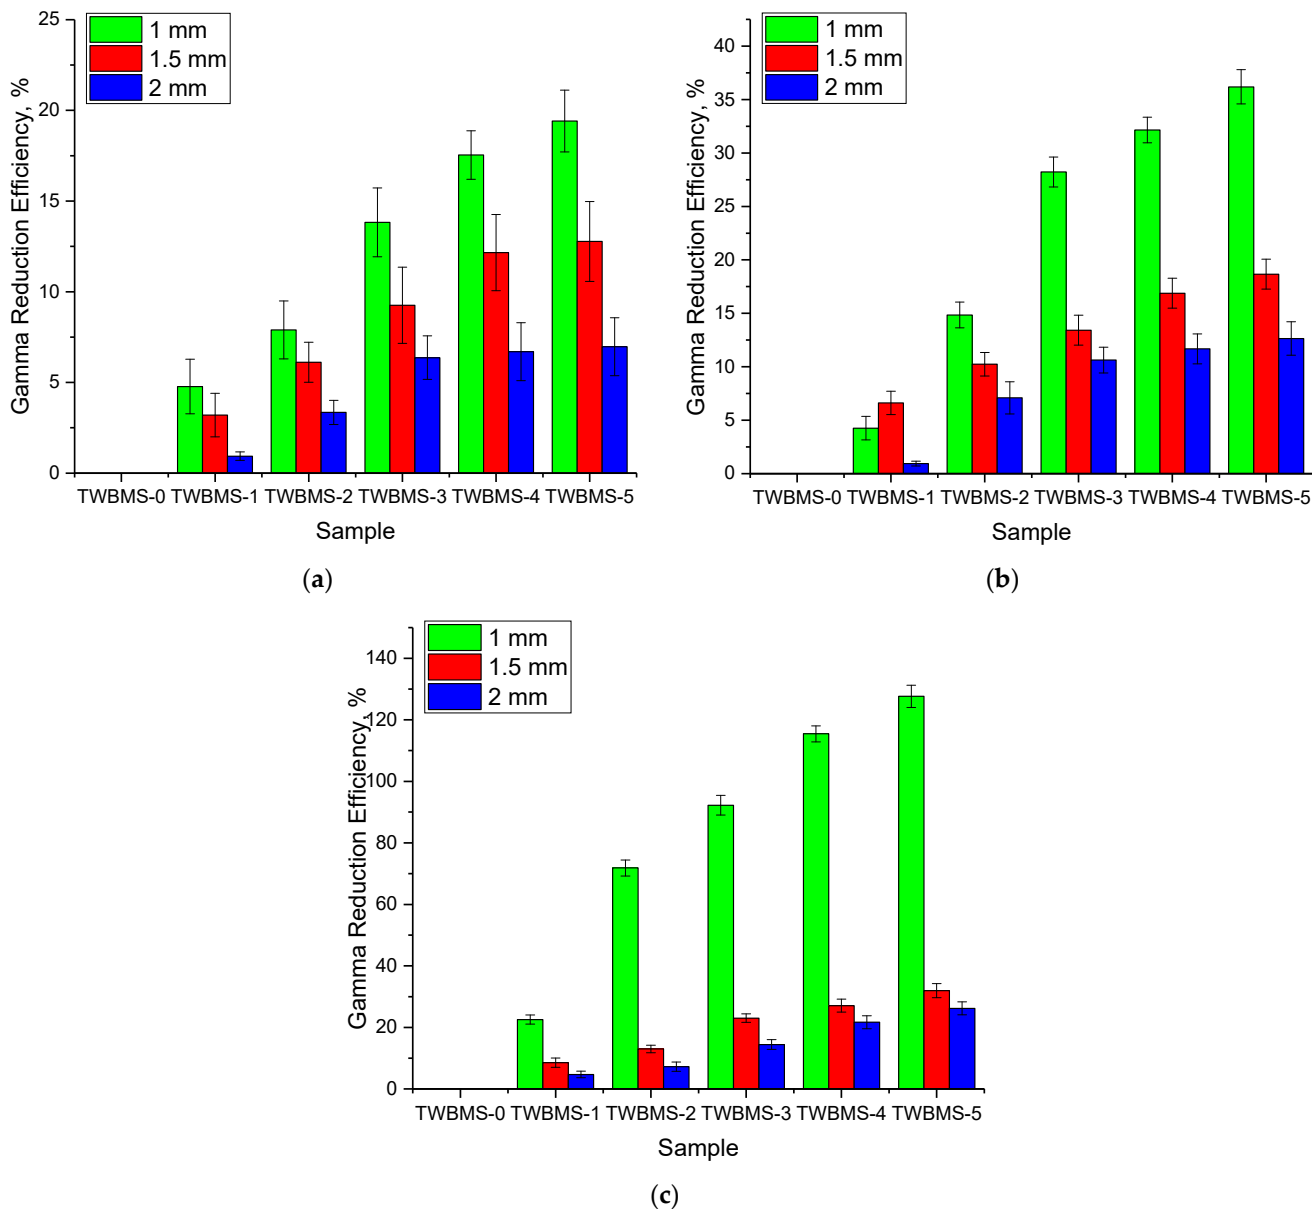 25
20
15
10
5
0
Gamma Reduction Efficiency, %
1 mm
1.5 mm
2 mm
TWBMS-0 TWBMS-1 TWBMS-2 TWBMS-3 TWBMS-4 TWBMS-5
Sample
(a)
40
35
30
25
20
15
10
5
0
Gamma Reduction Efficiency, %
1 mm
1.5 mm
2 mm
TWBMS-0 TWBMS-1 TWBMS-2 TWBMS-3 TWBMS-4 TWBMS-5
Sample
(b)
140
120
100
80
60
40
20
0
Gamma Reduction Efficiency, %
1 mm
1.5 mm
2 mm
TWBMS-0 TWBMS-1 TWBMS-2 TWBMS-3 TWBMS-4 TWBMS-5
Sample
(c)